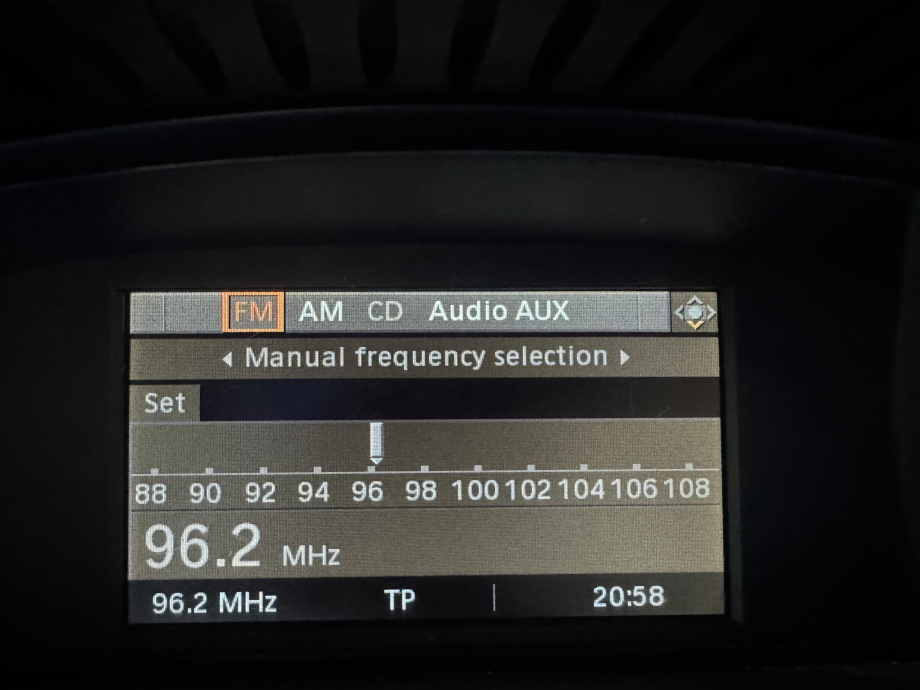 FM AM CD Audio AUX
Manual frequency selection
Set
88 90 92 94 96 98 100 102 104 106 108
96.2 MHz
96.2 MHz TP 20:58